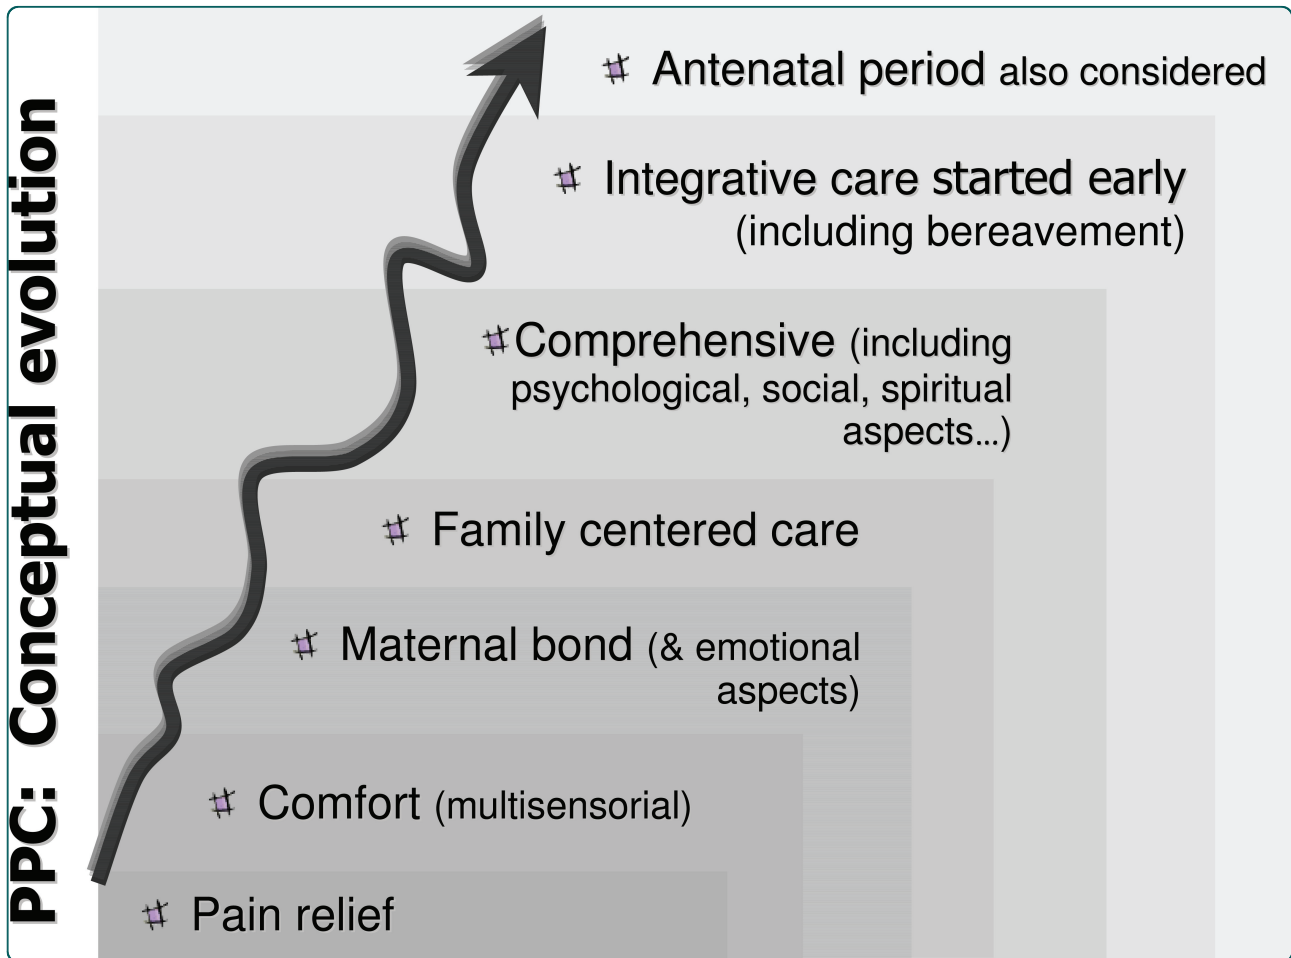 PPC: Conceptual evolution
Antenatal period also considered
Integrative care started early
(including bereavement)
Comprehensive (including
psychological, social, spiritual
aspects…)
Family centered care
Maternal bond (& emotional
aspects)
Comfort (multisensorial)
Pain relief